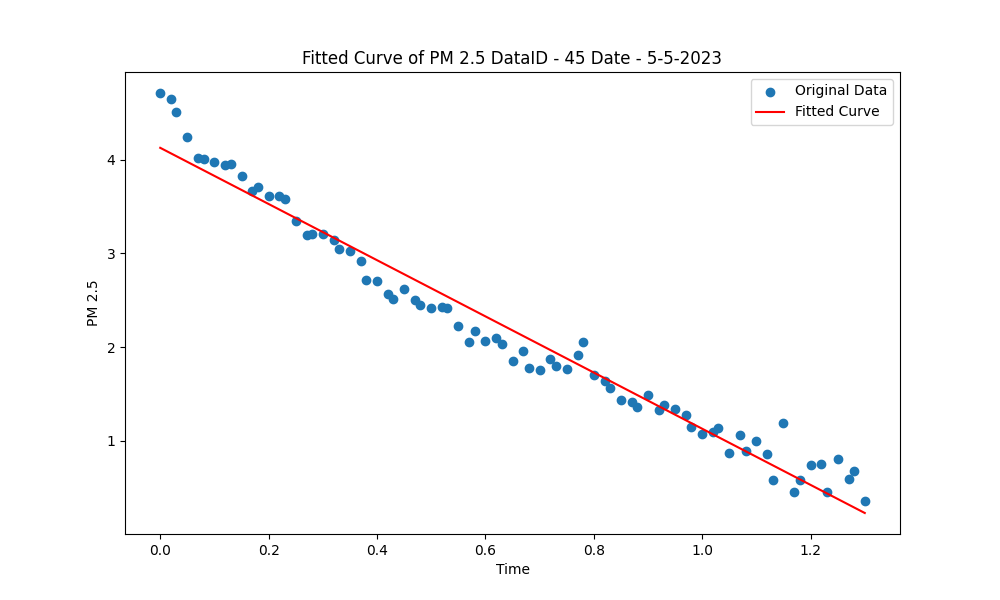 Fitted Curve of PM 2.5 DataID - 45 Date - 5-5-2023
Original Data
Fitted Curve
PM 2.5
4
3
2
1
0.0 0.2 0.4 0.6 0.8 1.0 1.2
Time